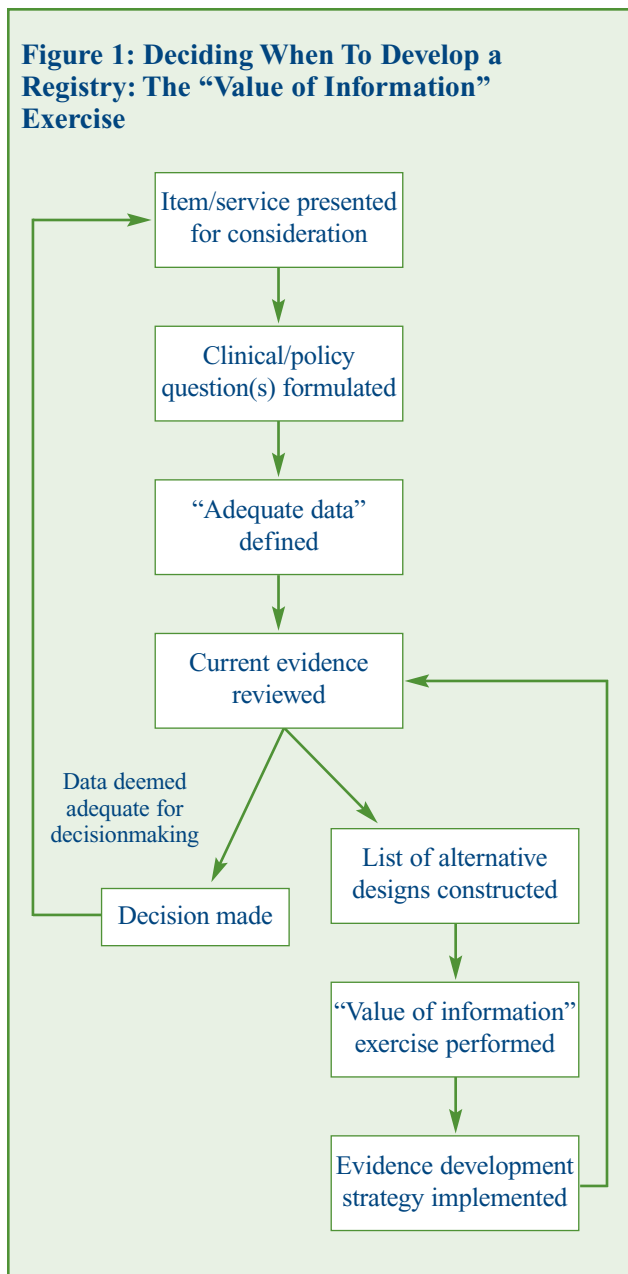 Figure 1: Deciding When To Develop a
Registry: The “Value of Information”
Exercise
Item/service presented
for consideration
Clinical/policy
question(s) formulated
“Adequate data”
defined
Current evidence
reviewed
Data deemed
adequate for
decisionmaking
Decision made
List of alternative
designs constructed
“Value of information”
exercise performed
Evidence development
strategy implemented